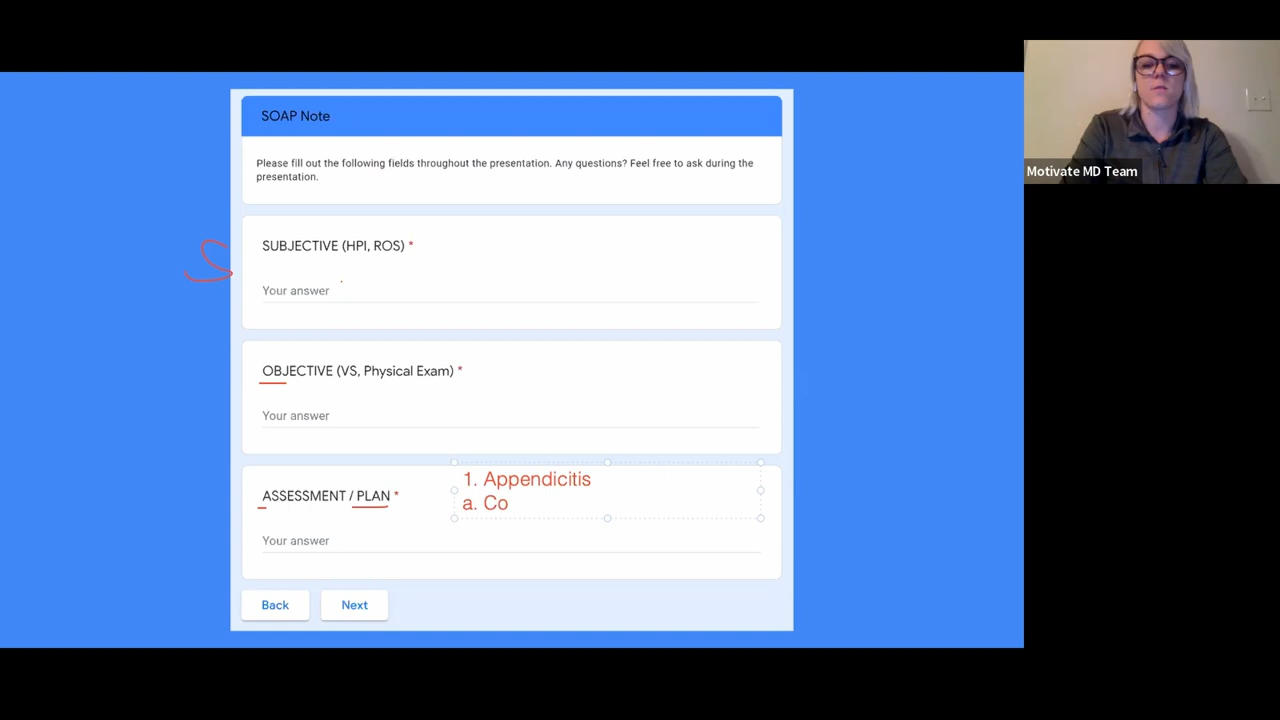 SOAP Note
Please fill out the following fields throughout the presentation. Any questions? Feel free to ask during the
presentation.
S
SUBJECTIVE (HPI, ROS) *
Your answer
OBJECTIVE (VS, Physical Exam) *
Your answer
ASSESSMENT / PLAN *
1. Appendicitis
a. Co
Your answer
Back
Next
Motivate MD Team